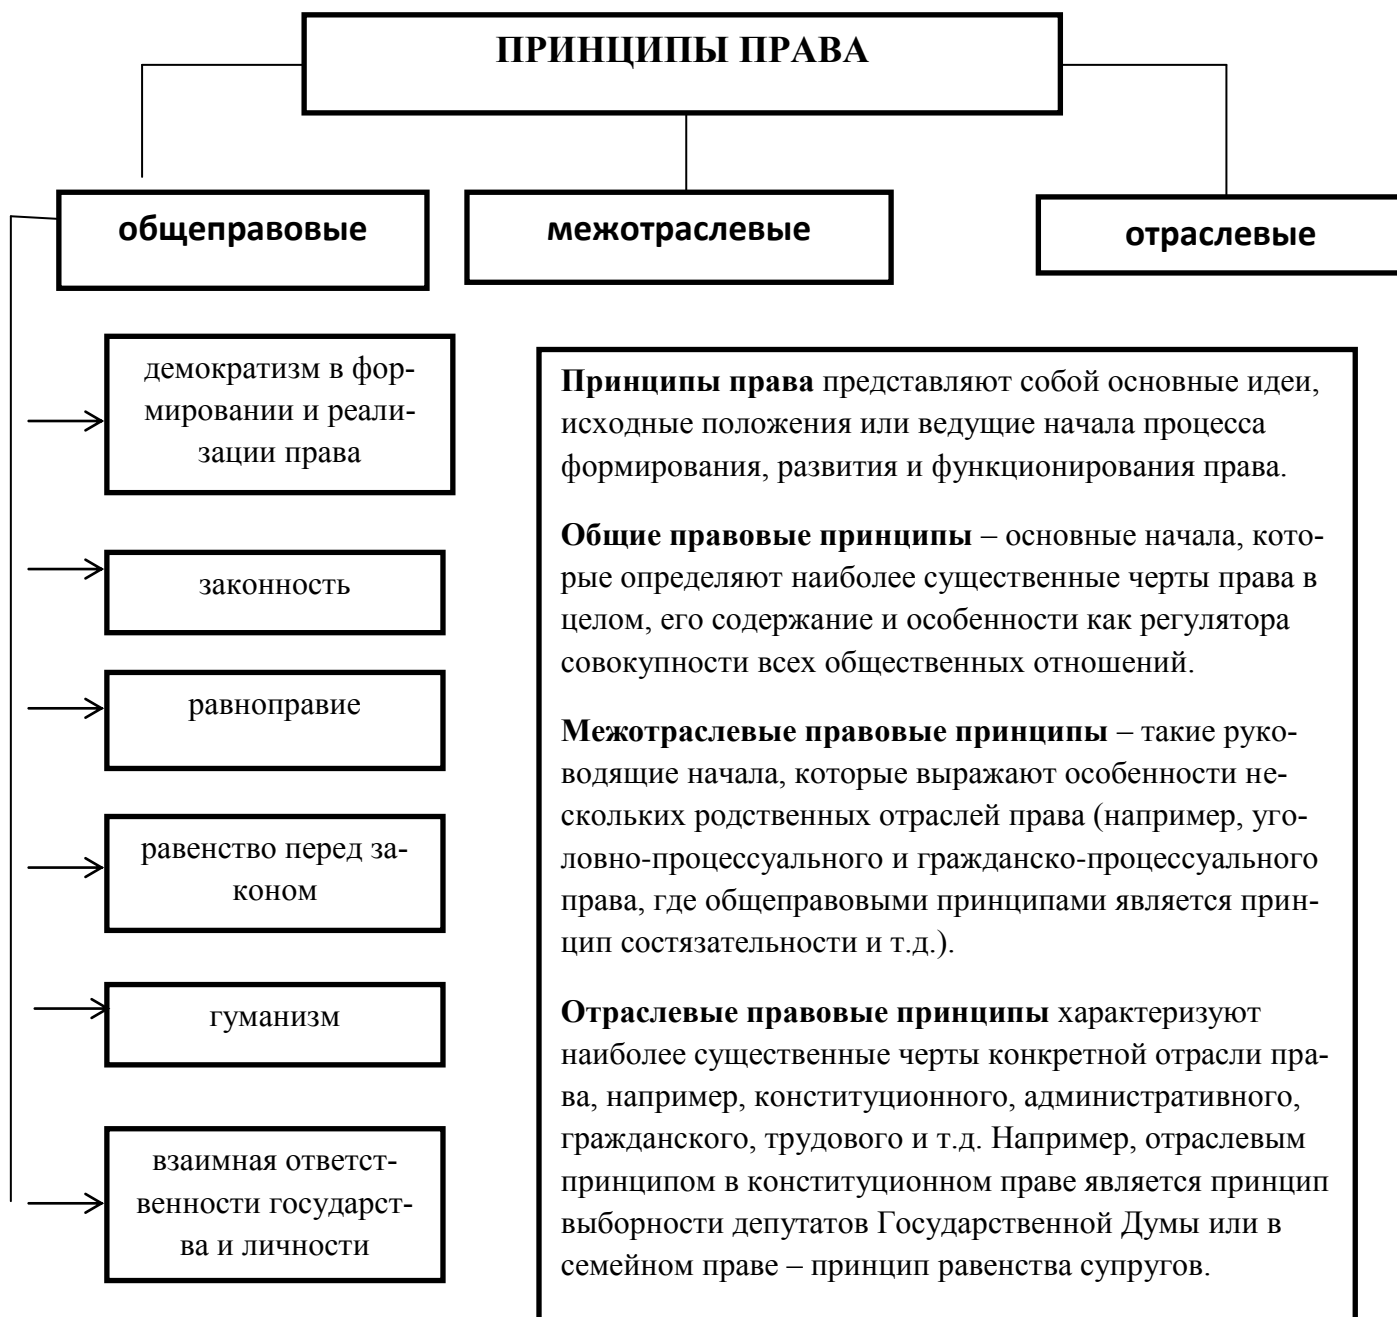 ПРИНЦИПЫ ПРАВА
общеправовые
межотраслевые
отраслевые
демократизм в фор-
мировании и реали-
зации права
законность
равноправие
равенство перед за-
коном
гуманизм
взаимная ответст-
венности государст-
ва и личности
Принципы права представляют собой основные идеи,
исходные положения или ведущие начала процесса
формирования, развития и функционирования права.
Общие правовые принципы – основные начала, кото-
рые определяют наиболее существенные черты права в
целом, его содержание и особенности как регулятора
совокупности всех общественных отношений.
Межотраслевые правовые принципы – такие руко-
водящие начала, которые выражают особенности не-
скольких родственных отраслей права (например, уго-
ловно-процессуального и гражданско-процессуального
права, где общеправовыми принципами является прин-
цип состязательности и т.д.).
Отраслевые правовые принципы характеризуют
наиболее существенные черты конкретной отрасли пра-
ва, например, конституционного, административного,
гражданского, трудового и т.д. Например, отраслевым
принципом в конституционном праве является принцип
выборности депутатов Государственной Думы или в
семейном праве – принцип равенства супругов.